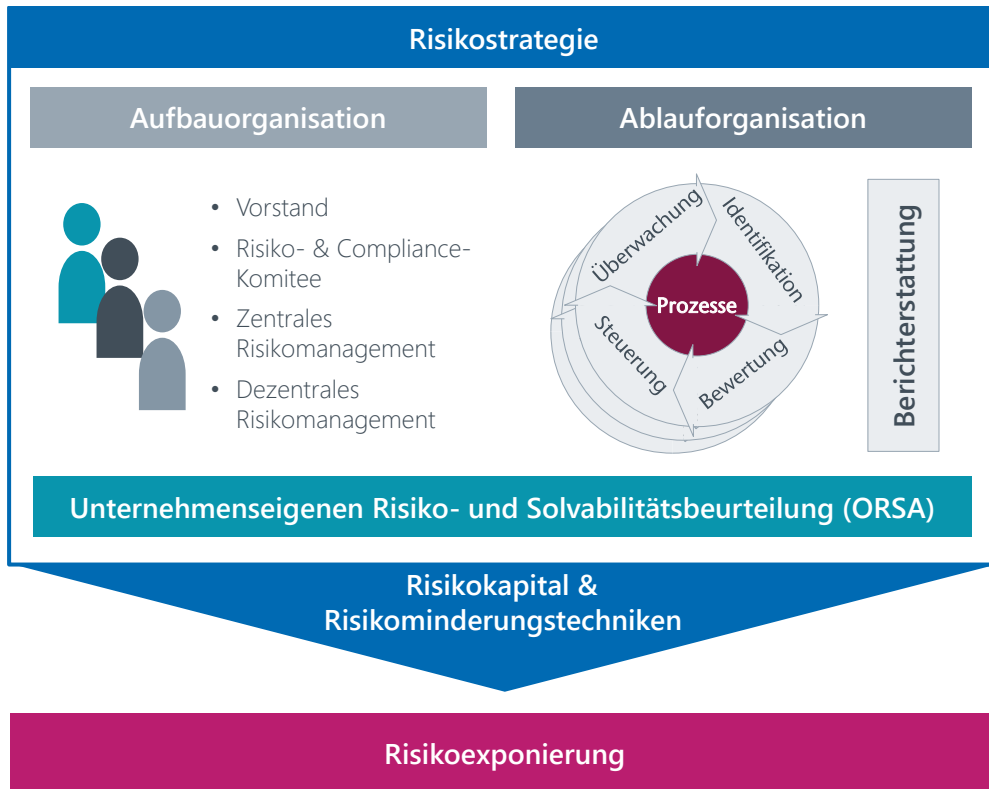 Risikostrategie
Aufbauorganisation
Ablauforganisation
• Vorstand
• Risiko- & Compliance-
Komitee
• Zentrales
Risikomanagement
• Dezentrales
Risikomanagement
Überwachung
Identifikation
Prozesse
Steuerung
Bewertung
Berichterstattung
Unternehmenseigenen Risiko- und Solvabilitätsbeurteilung (ORSA)
Risikokapital &
Risikominderungstechniken
Risikoexponierung